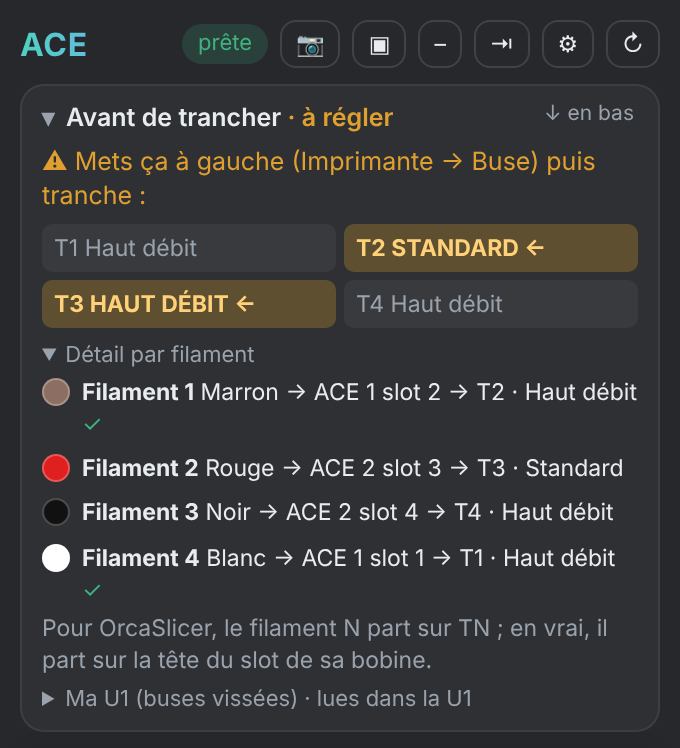 ACE
prête
▼ Avant de trancher · à régler
↓ en bas
⚠ Mets ça à gauche (Imprimante → Buse) puis
tranche :
T1 Haut débit
T2 STANDARD ←
T3 HAUT DÉBIT ←
T4 Haut débit
▼ Détail par filament
Filament 1 Marron → ACE 1 slot 2 → T2 · Haut débit
✓
Filament 2 Rouge → ACE 2 slot 3 → T3 · Standard
Filament 3 Noir → ACE 2 slot 4 → T4 · Haut débit
Filament 4 Blanc → ACE 1 slot 1 → T1 · Haut débit
✓
Pour OrcaSlicer, le filament N part sur TN ; en vrai, il
part sur la tête du slot de sa bobine.
▶ Ma U1 (buses vissées) · lues dans la U1